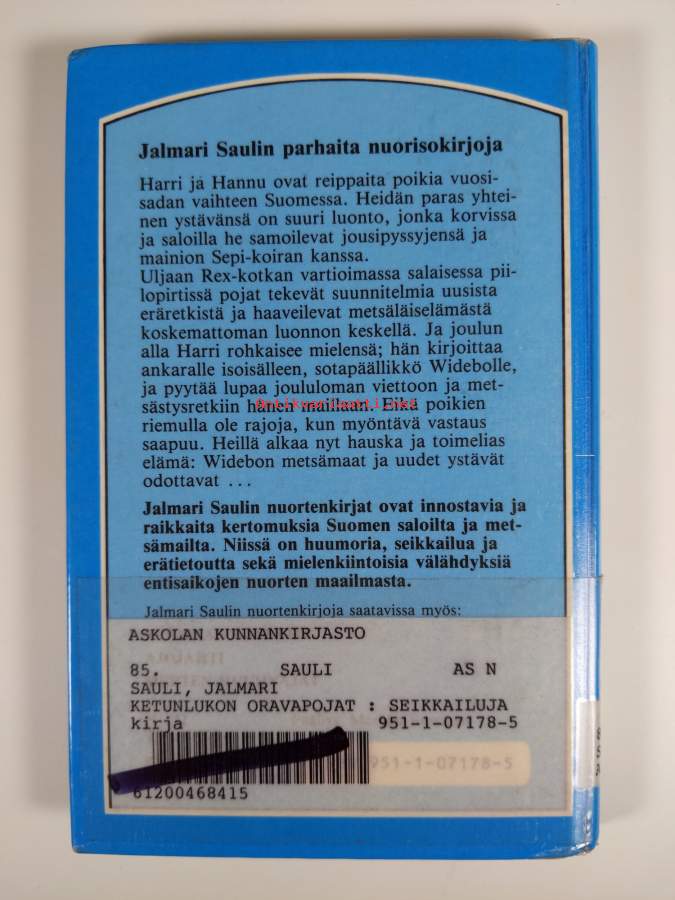 Jalmari Saulin parhaita nuorisokirjoja
Harri ja Hannu ovat reippaita poikia vuosi-
sadan vaihteen Suomessa. Heidän paras yhtei-
nen ystävänsä on suuri luonto, jonka korvissa
ja saloilla he samoilevat jousipyssyjensä ja
mainion Sepi-koiran kanssa.
Uljaan Rex-kotkan vartioimassa salaisessa pii-
lopirtissä pojat tekevät suunnitelmia uusista
eräretkistä ja haaveilevat metsäläiselämästä
koskemattoman luonnon keskellä. Ja joulun
alla Harri rohkaisee mielensä; hän kirjoittaa
ankaralle isoisälleen, sotapäällikkö Widebolle,
ja pyytää lupaa joululoman viettoon ja met-
sästysretkiin hänen maillaan. Eikä poikien
riemulla ole rajoja, kun myöntävä vastaus
saapuu. Heillä alkaa nyt hauska ja toimelias
elämä: Widebon metsämaat ja uudet ystävät
odottavat ...
Jalmari Saulin nuortenkirjat ovat innostavia ja
raikkaita kertomuksia Suomen saloilta ja met-
sämailta. Niissä on huumoria, seikkailua ja
erätietoutta sekä mielenkiintoisia välähdyksiä
entisaikojen nuorten maailmasta.
Jalmari Saulin nuortenkirjoja saatavissa myös:
ASKOLAN KUNNANKIRJASTO
85. SAULI AS N
SAULI, JALMARI
KETUNLUKON ORAVAPOJAT : SEIKKAILUJA
kirja 951-1-07178-5
951-1-07178-5
61200468415